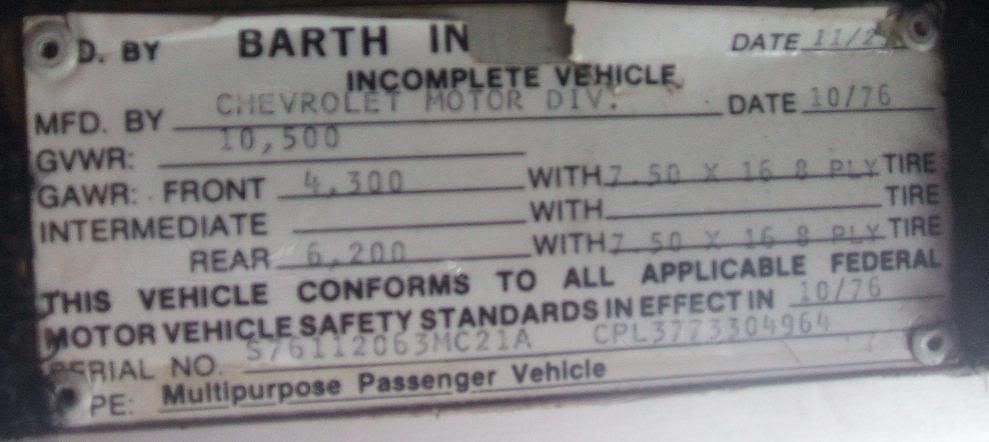 D. BY BARTH IN DATE 11/2
INCOMPLETE VEHICLE
MFD. BY CHEVROLET MOTOR DIV. DATE 10/76
GVWR: 10,500
GAWR: FRONT 4,300 WITH 7.50 X 16 8 PLY TIRE
INTERMEDIATE WITH TIRE
REAR 6,200 WITH 7.50 X 16 8 PLY TIRE
THIS VEHICLE CONFORMS TO ALL APPLICABLE FEDERAL
MOTOR VEHICLE SAFETY STANDARDS IN EFFECT IN 10/76
SERIAL NO. S76112063MC21A CPL3773304964
PE: Multipurpose Passenger Vehicle